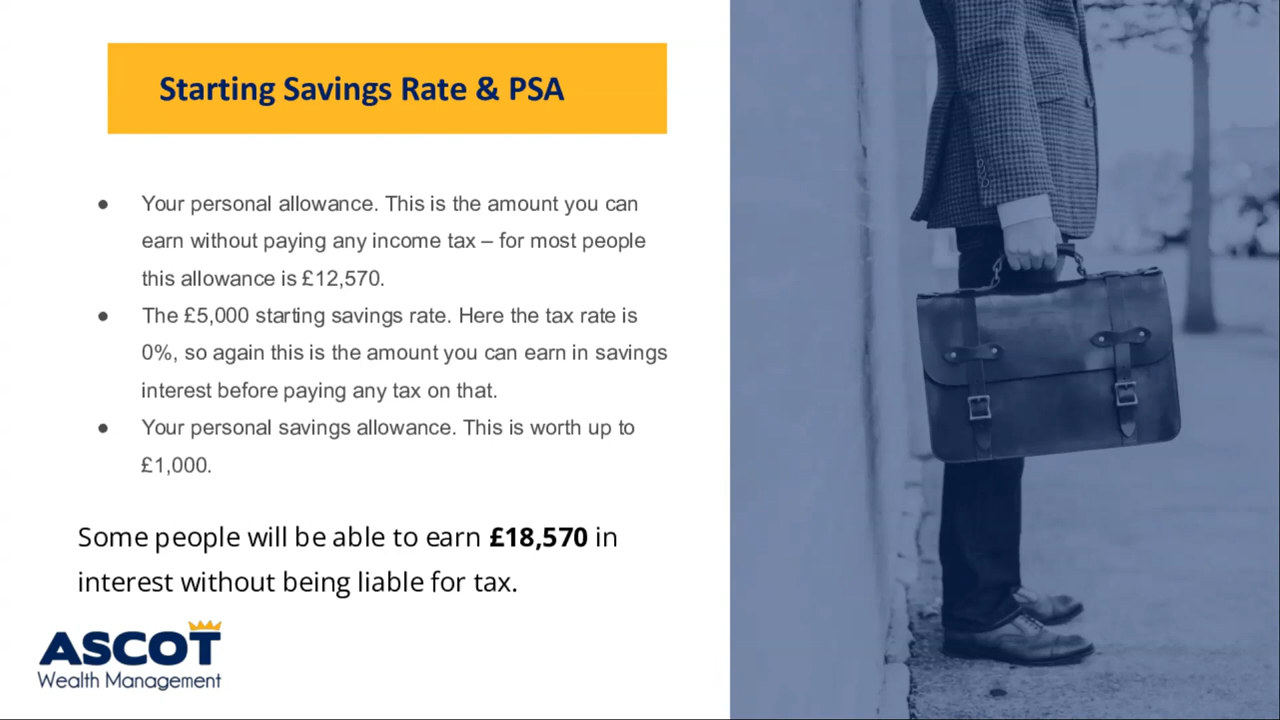 Starting Savings Rate & PSA
● Your personal allowance. This is the amount you can
earn without paying any income tax – for most people
this allowance is £12,570.
● The £5,000 starting savings rate. Here the tax rate is
0%, so again this is the amount you can earn in savings
interest before paying any tax on that.
● Your personal savings allowance. This is worth up to
£1,000.
Some people will be able to earn £18,570 in
interest without being liable for tax.
ASCOT
Wealth Management